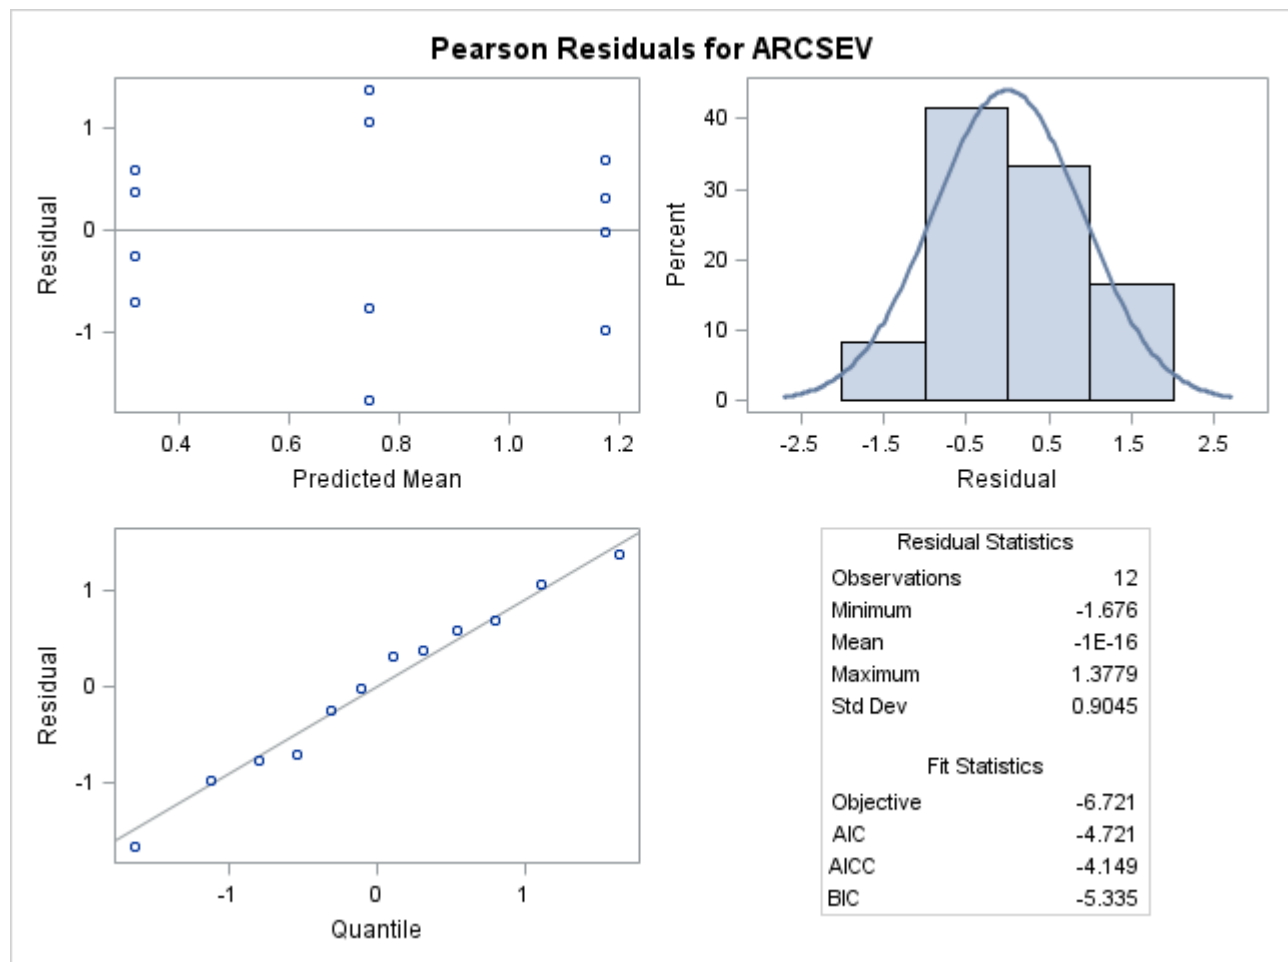 Pearson Residuals for ARCSEV
Residual
1
0
-1
0.4 0.6 0.8 1.0 1.2
Predicted Mean
Percent
40
30
20
10
0
-2.5 -1.5 -0.5 0.5 1.5 2.5
Residual
Residual
1
0
-1
-1 0 1
Quantile
Residual Statistics
Observations 12
Minimum -1.676
Mean -1E-16
Maximum 1.3779
Std Dev 0.9045
Fit Statistics
Objective -6.721
AIC -4.721
AICC -4.149
BIC -5.335